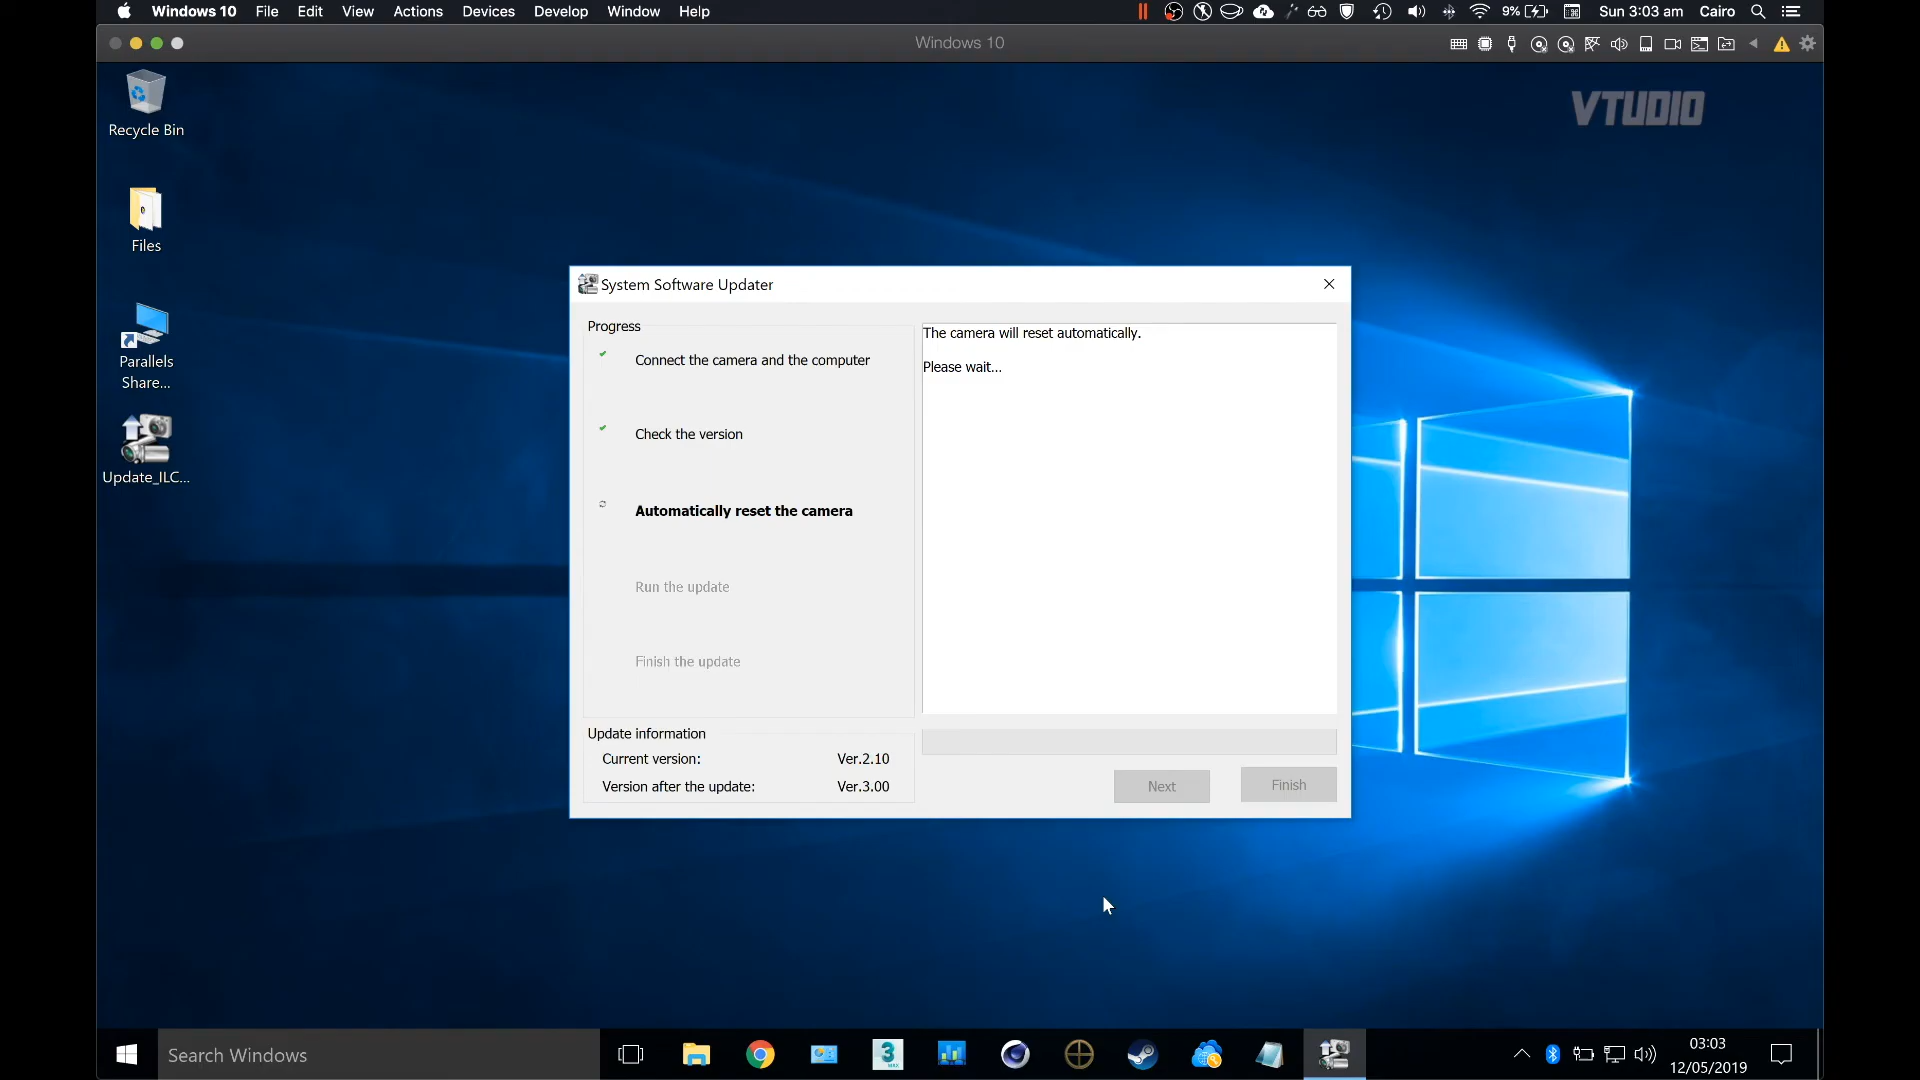 Windows 10 File Edit View Actions Devices Develop Window Help
9% Sun 3:03 am Cairo
Windows 10
VTUDIO
Recycle Bin
Files
Parallels
Share...
Update_ILC...
System Software Updater
Progress
Connect the camera and the computer
Check the version
Automatically reset the camera
Run the update
Finish the update
The camera will reset automatically.
Please wait...
Update information
Current version: Ver.2.10
Version after the update: Ver.3.00
Next Finish
Search Windows
3
03:03
12/05/2019